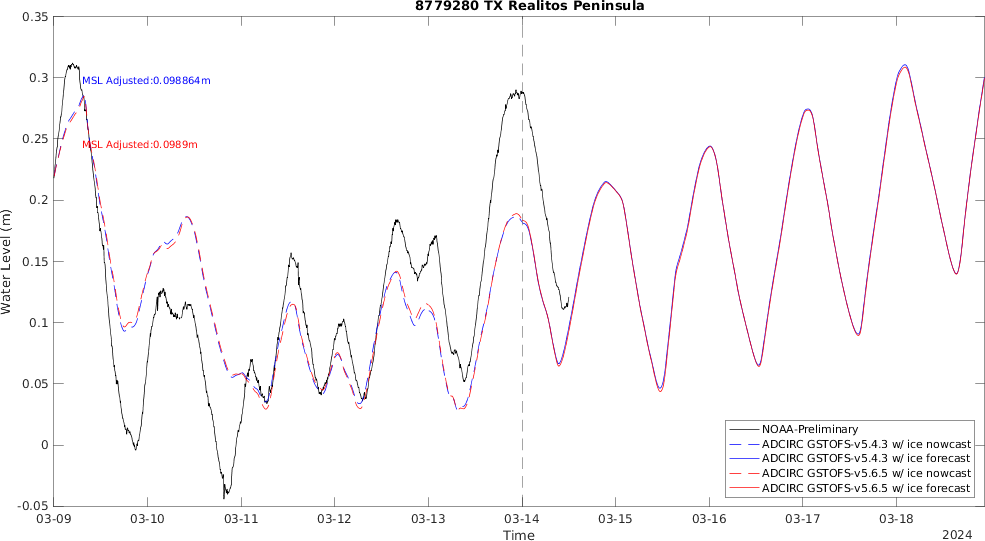 8779280 TX Realitos Peninsula
0.35
0.3
0.25
0.2
0.15
0.1
0.05
0
-0.05
Water Level (m)
MSL Adjusted:0.098864m
MSL Adjusted:0.0989m
NOAA-Preliminary
ADCIRC GSTOFS-v5.4.3 w/ ice nowcast
ADCIRC GSTOFS-v5.4.3 w/ ice forecast
ADCIRC GSTOFS-v5.6.5 w/ ice nowcast
ADCIRC GSTOFS-v5.6.5 w/ ice forecast
03-09 03-10 03-11 03-12 03-13 03-14 03-15 03-16 03-17 03-18
Time
2024